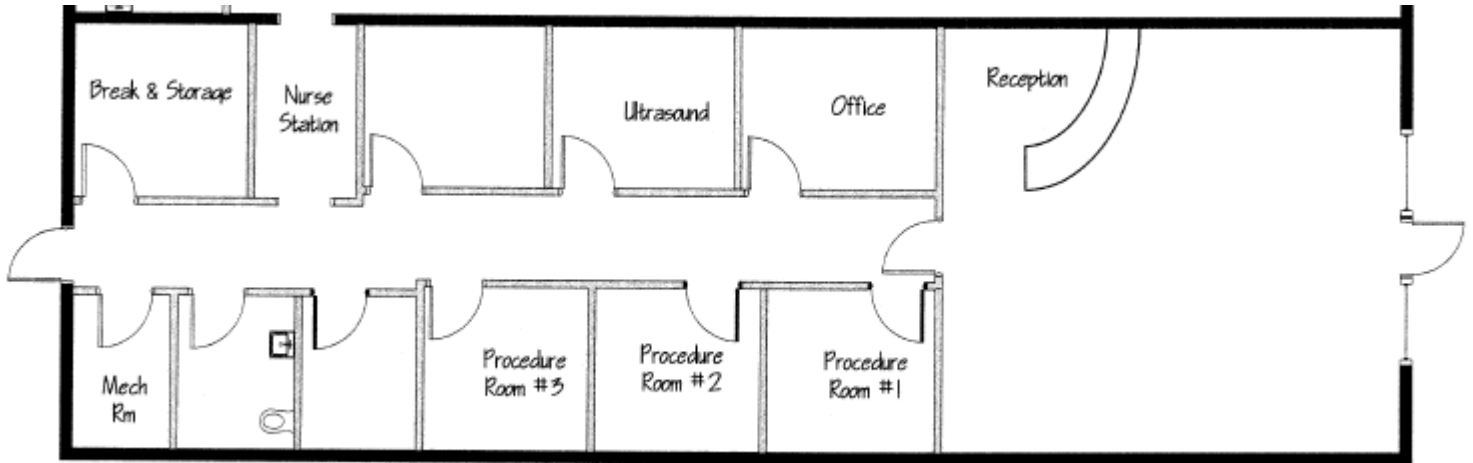 Break & Storage
Nurse
Station
Ultrasound
Office
Reception
Mech
Rm
Procedure
Room #3
Procedure
Room #2
Procedure
Room #1